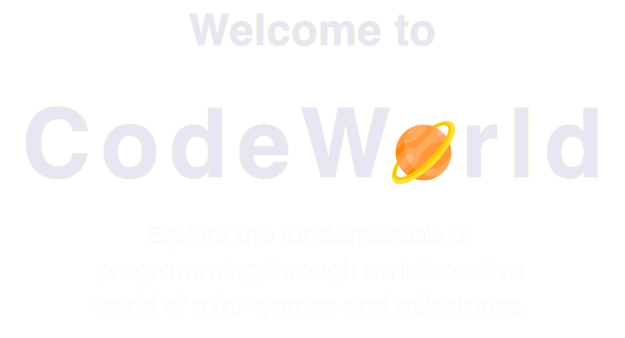 Welcome to
CodeWorld
Explore the fundamentals of
programming through an interactive
world of mini-games and milestones.